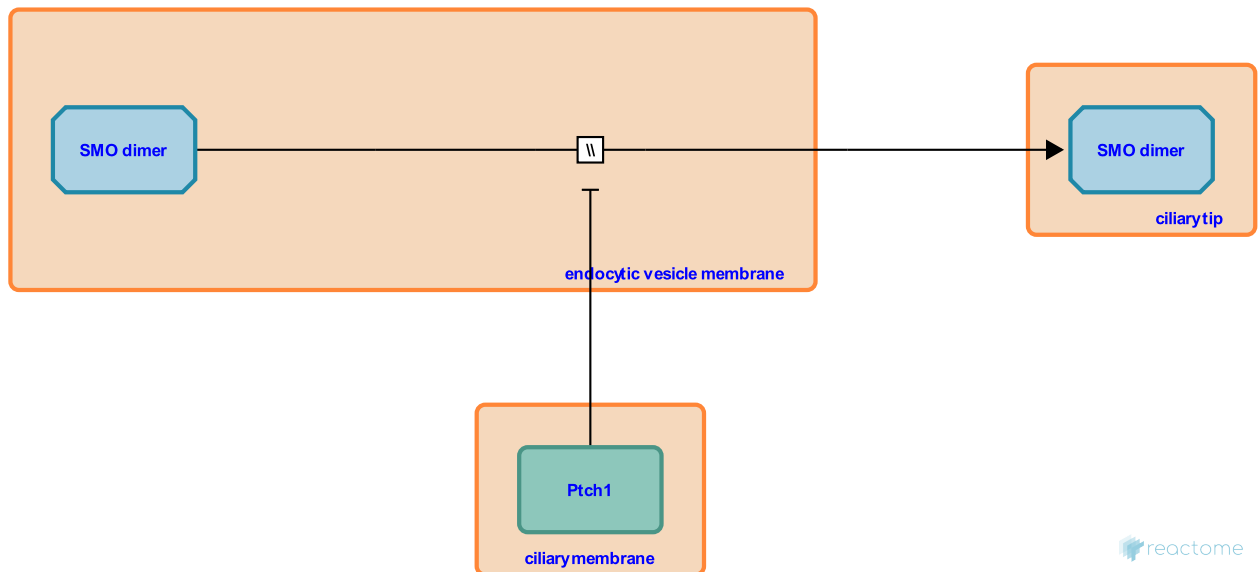 SMO dimer
\\
SMO dimer
ciliary tip
endocytic vesicle membrane
Ptch1
ciliary membrane
reactome